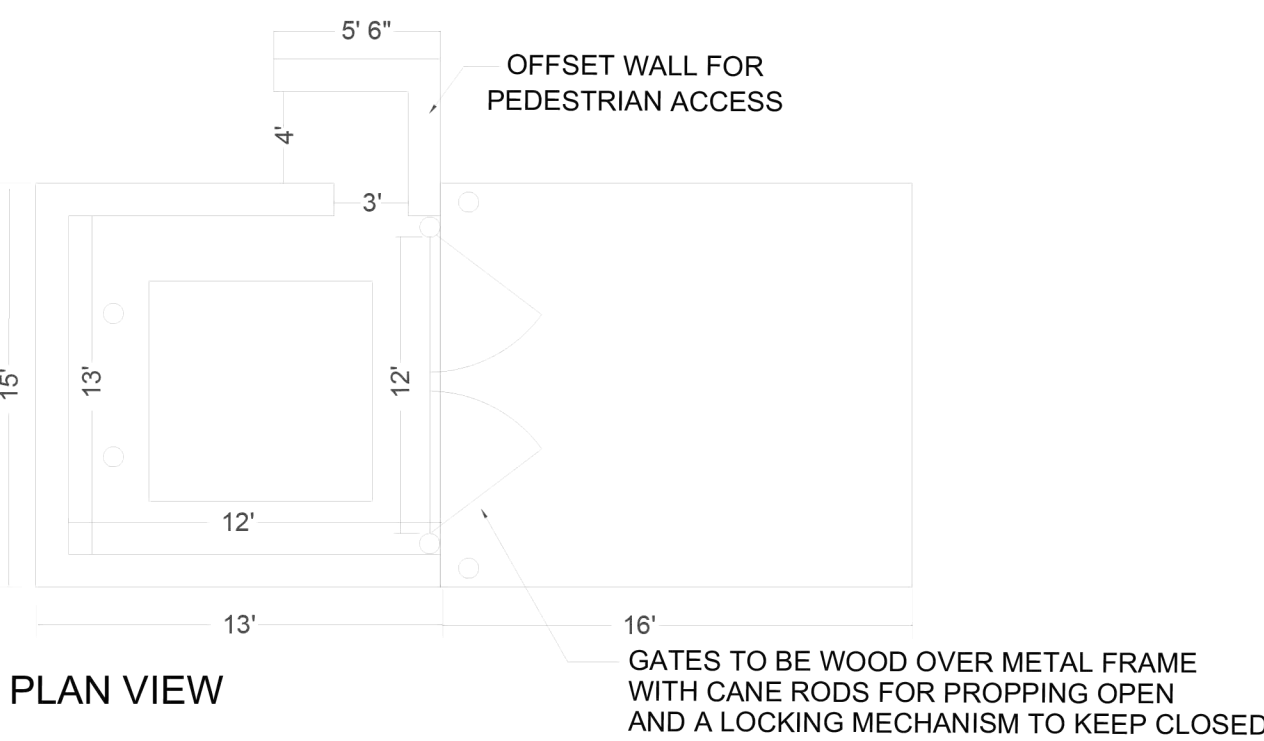 5' 6"
OFFSET WALL FOR
PEDESTRIAN ACCESS
4'
3'
15'
13'
12'
12'
13'
16'
GATES TO BE WOOD OVER METAL FRAME
WITH CANE RODS FOR PROPPING OPEN
AND A LOCKING MECHANISM TO KEEP CLOSED
PLAN VIEW